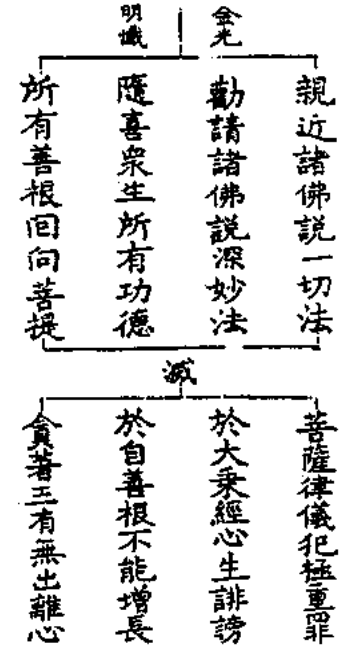 金光
明懺
親近諸佛説一切法
勸請諸佛説深妙法
隨喜衆生所有功德
所有善根回向菩提
滅
菩薩律儀犯極重罪
於大乘經心生誹謗
於自善根不能增長
貪著三有無出離心